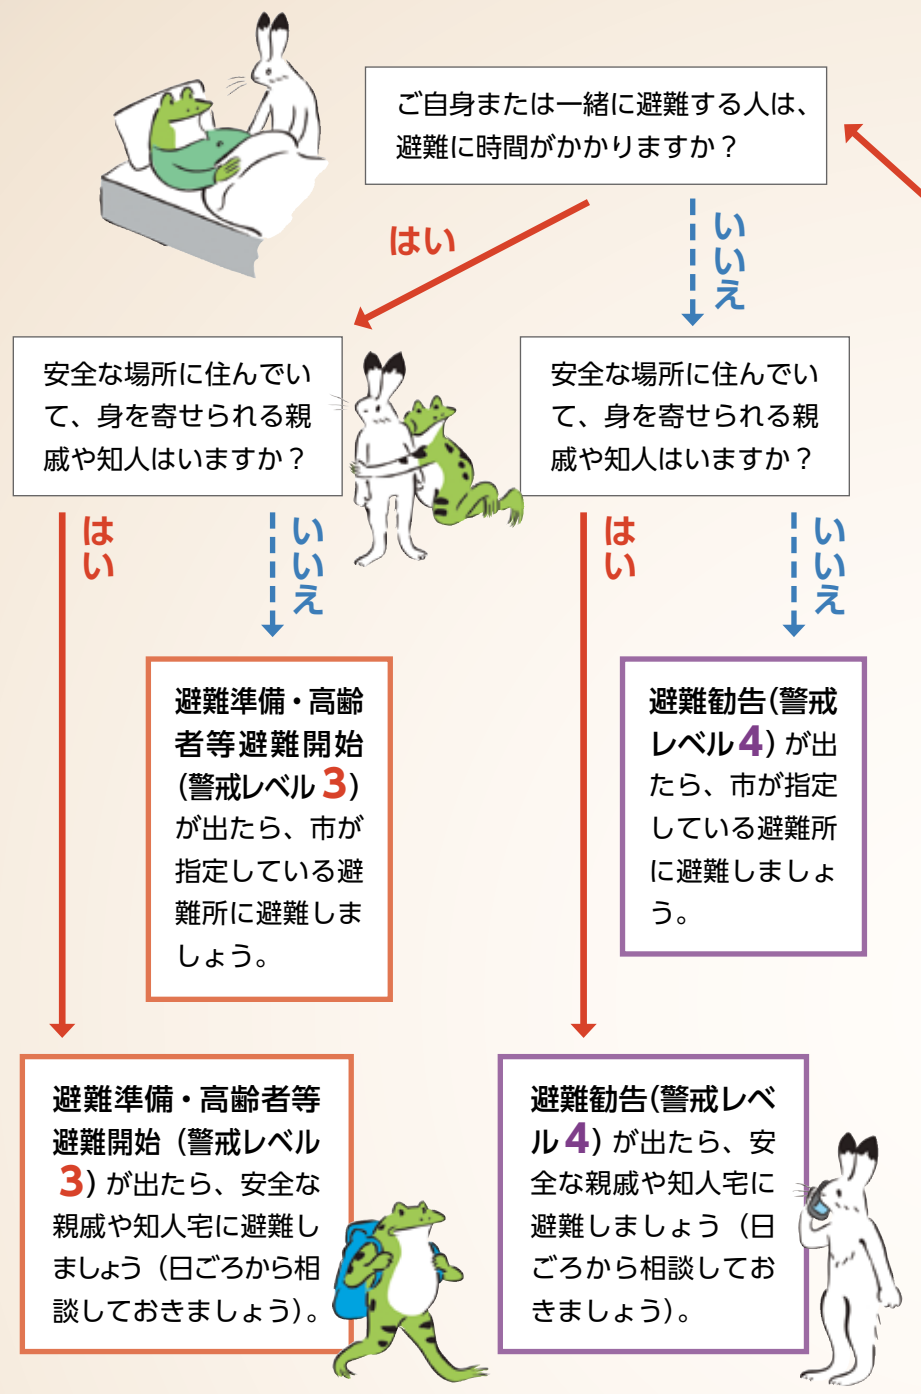 ご自身または一緒に避難する人は、
避難に時間がかかりますか？
はい
いいえ
安全な場所に住んでい
て、身を寄せられる親
戚や知人はいますか？
安全な場所に住んでい
て、身を寄せられる親
戚や知人はいますか？
はい
いいえ
はい
いいえ
避難準備・高齢
者等避難開始
(警戒レベル3)
が出たら、市が
指定している避
難所に避難しま
しょう。
避難勧告(警戒
レベル4) が出
たら、市が指定
している避難所
に避難しましょ
う。
避難準備・高齢者等
避難開始 (警戒レベル
3) が出たら、安全な
親戚や知人宅に避難し
ましょう (日ごろから相
談しておきましょう)。
避難勧告(警戒レベ
ル4) が出たら、安
全な親戚や知人宅に
避難しましょう (日
ごろから相談してお
きましょう)。